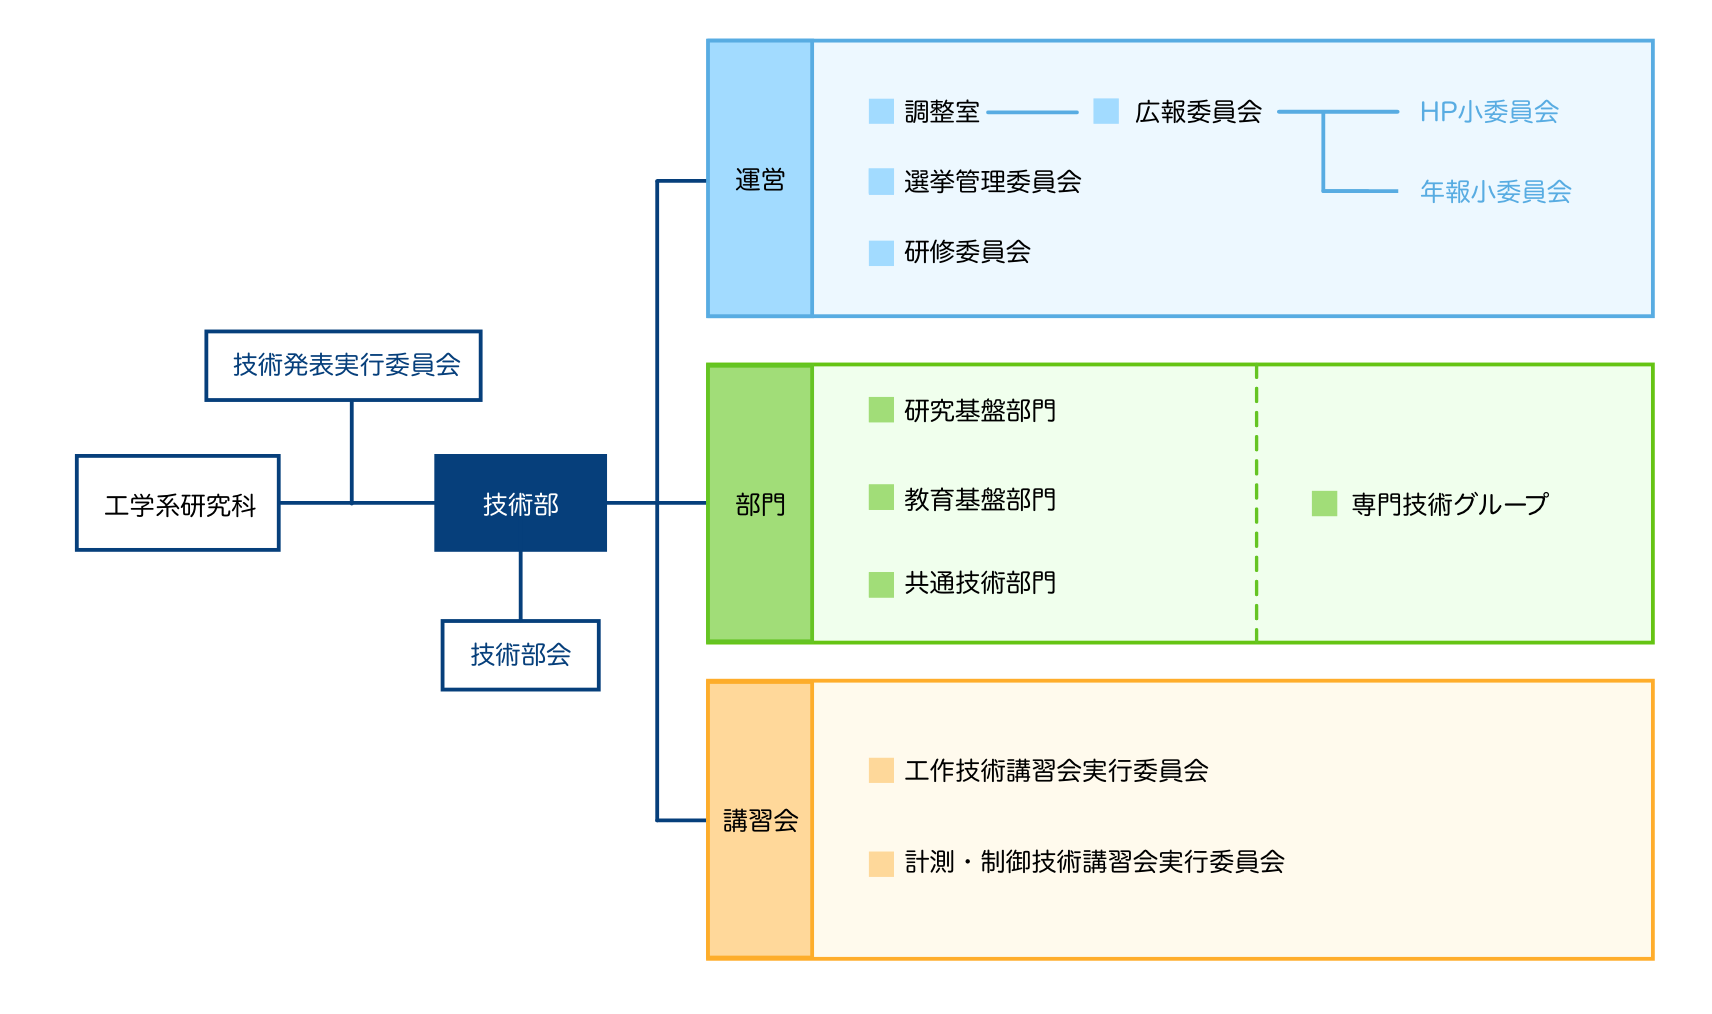 技術発表実行委員会
工学系研究科
技術部
技術部会
運営
調整室
広報委員会
HP小委員会
年報小委員会
選挙管理委員会
研修委員会
部門
研究基盤部門
教育基盤部門
共通技術部門
専門技術グループ
講習会
工作技術講習会実行委員会
計測・制御技術講習会実行委員会